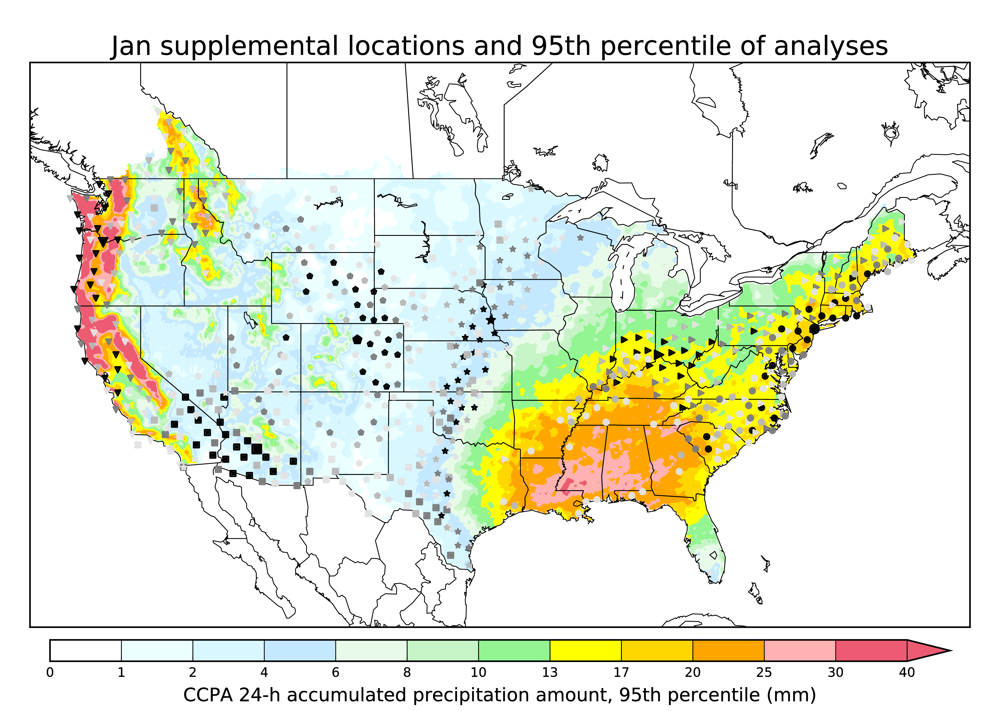 Jan supplemental locations and 95th percentile of analyses
0 1 2 4 6 8 10 13 17 20 25 30 40
CCPA 24-h accumulated precipitation amount, 95th percentile (mm)